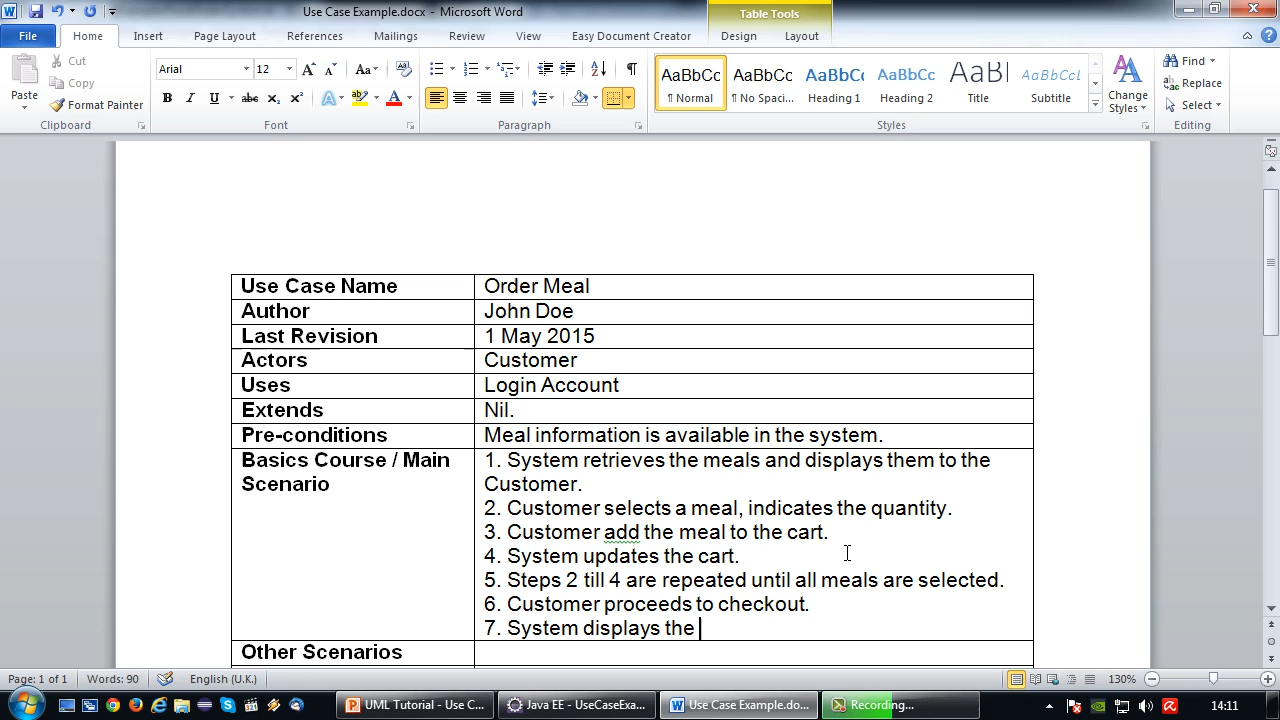 Use Case Example.docx - Microsoft Word
Table Tools
File Home Insert Page Layout References Mailings Review View Easy Document Creator Design Layout
Paste
Cut
Copy
Format Painter
Clipboard
Arial 12
Font
Paragraph
AaBbCc AaBbCc AaBbCc AaBbCc AaBb AaBbCcL
¶ Normal ¶ No Spaci... Heading 1 Heading 2 Title Subtitle
Change Styles
Styles
Find
Replace
Select
Editing
Use Case Name Order Meal
Author John Doe
Last Revision 1 May 2015
Actors Customer
Uses Login Account
Extends Nil.
Pre-conditions Meal information is available in the system.
Basics Course / Main 1. System retrieves the meals and displays them to the
Scenario Customer.
2. Customer selects a meal, indicates the quantity.
3. Customer add the meal to the cart.
4. System updates the cart.
5. Steps 2 till 4 are repeated until all meals are selected.
6. Customer proceeds to checkout.
7. System displays the
Other Scenarios
Page: 1 of 1 Words: 90 English (U.K.) 130%
UML Tutorial - Use C... Java EE - UseCaseExa... Use Case Example.do... Recording... 14:11